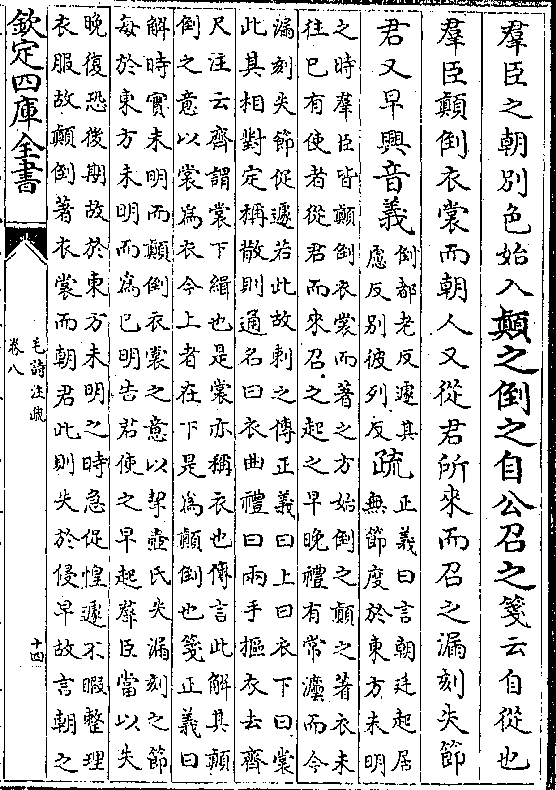 羣臣之朝別色始入顛之倒之自公召之箋云自從也
羣臣顛倒衣裳而朝人又從君所來而召之漏刻失節
君又早興音義
倒都老反遽其
慮反別彼列反
疏
正義曰言朝廷起居
無節度於東方未明
之時羣臣皆顛倒衣裳而著之方始倒之顛之著衣未
往已有使者從君而來召之起之早晚禮有常灋而今
漏刻失節促遽若此故刺之傳正義曰上曰衣下曰裳
此其相對定稱散則通名曰衣曲禮曰兩手摳衣去齊
尺注云齊謂裳下緝也是裳亦稱衣也傳言此解其顛
倒之意以裳為衣今上者在下是為顛倒也箋正義曰
解時實未明而顛倒衣裳之意以挈壺氏失漏刻之節
每於東方未明而為已明告君使之早起羣臣當以失
晚復恐後期故於東方未明之時急促惶遽不暇整理
衣服故顛倒著衣裳而朝君此則失於侵早故言朝之
欽定四庫全書
毛詩注疏
卷八
十四